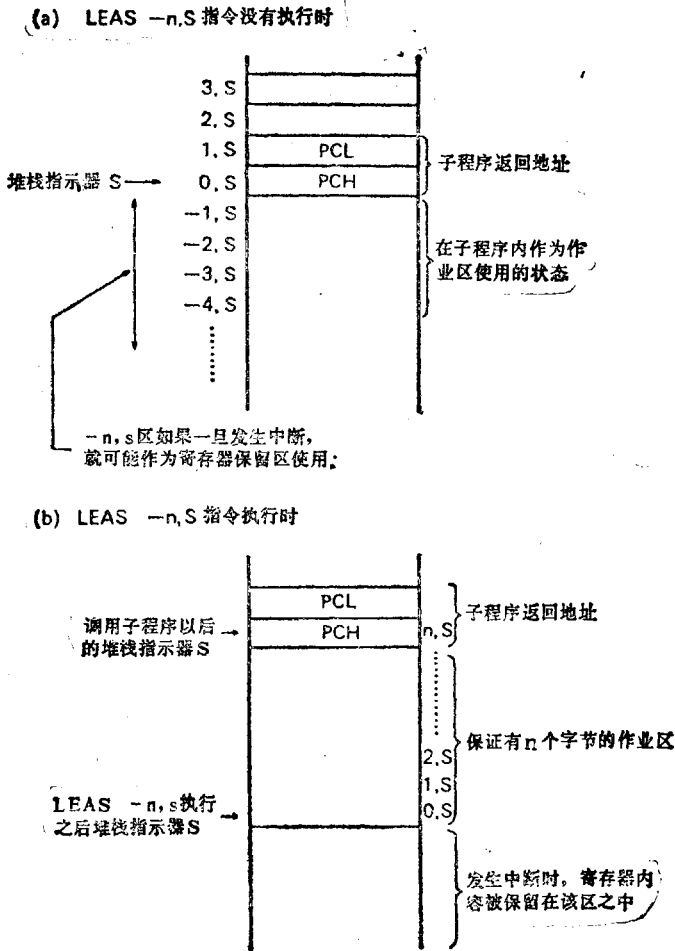 (a) LEAS －n,S 指令没有执行时
3, S
2, S
1, S
PCL
子程序返回地址
堆栈指示器 S
0, S
PCH
－1, S
－2, S
在子程序内作为作
－3, S
业区使用的状态
－4, S
－n, s区如果一旦发生中断，
就可能作为寄存器保留区使用；
(b) LEAS －n, S 指令执行时
PCL
子程序返回地址
调用子程序以后
的堆栈指示器 S
PCH
n, S
保证有n个字节的作业区
2, S
1, S
LEAS －n, s执行
之后堆栈指示器 S
0, S
发生中断时，寄存器内
容被保留在该区之中